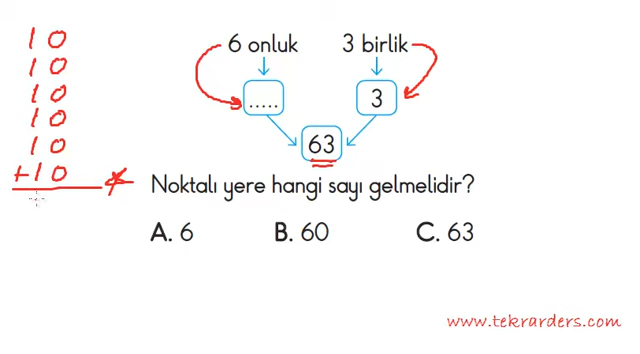 10
10
10
10
10
+10
6 onluk 3 birlik
..... 3
63
Noktalı yere hangi sayı gelmelidir?
A. 6 B. 60 C. 63
www.tekrarders.com